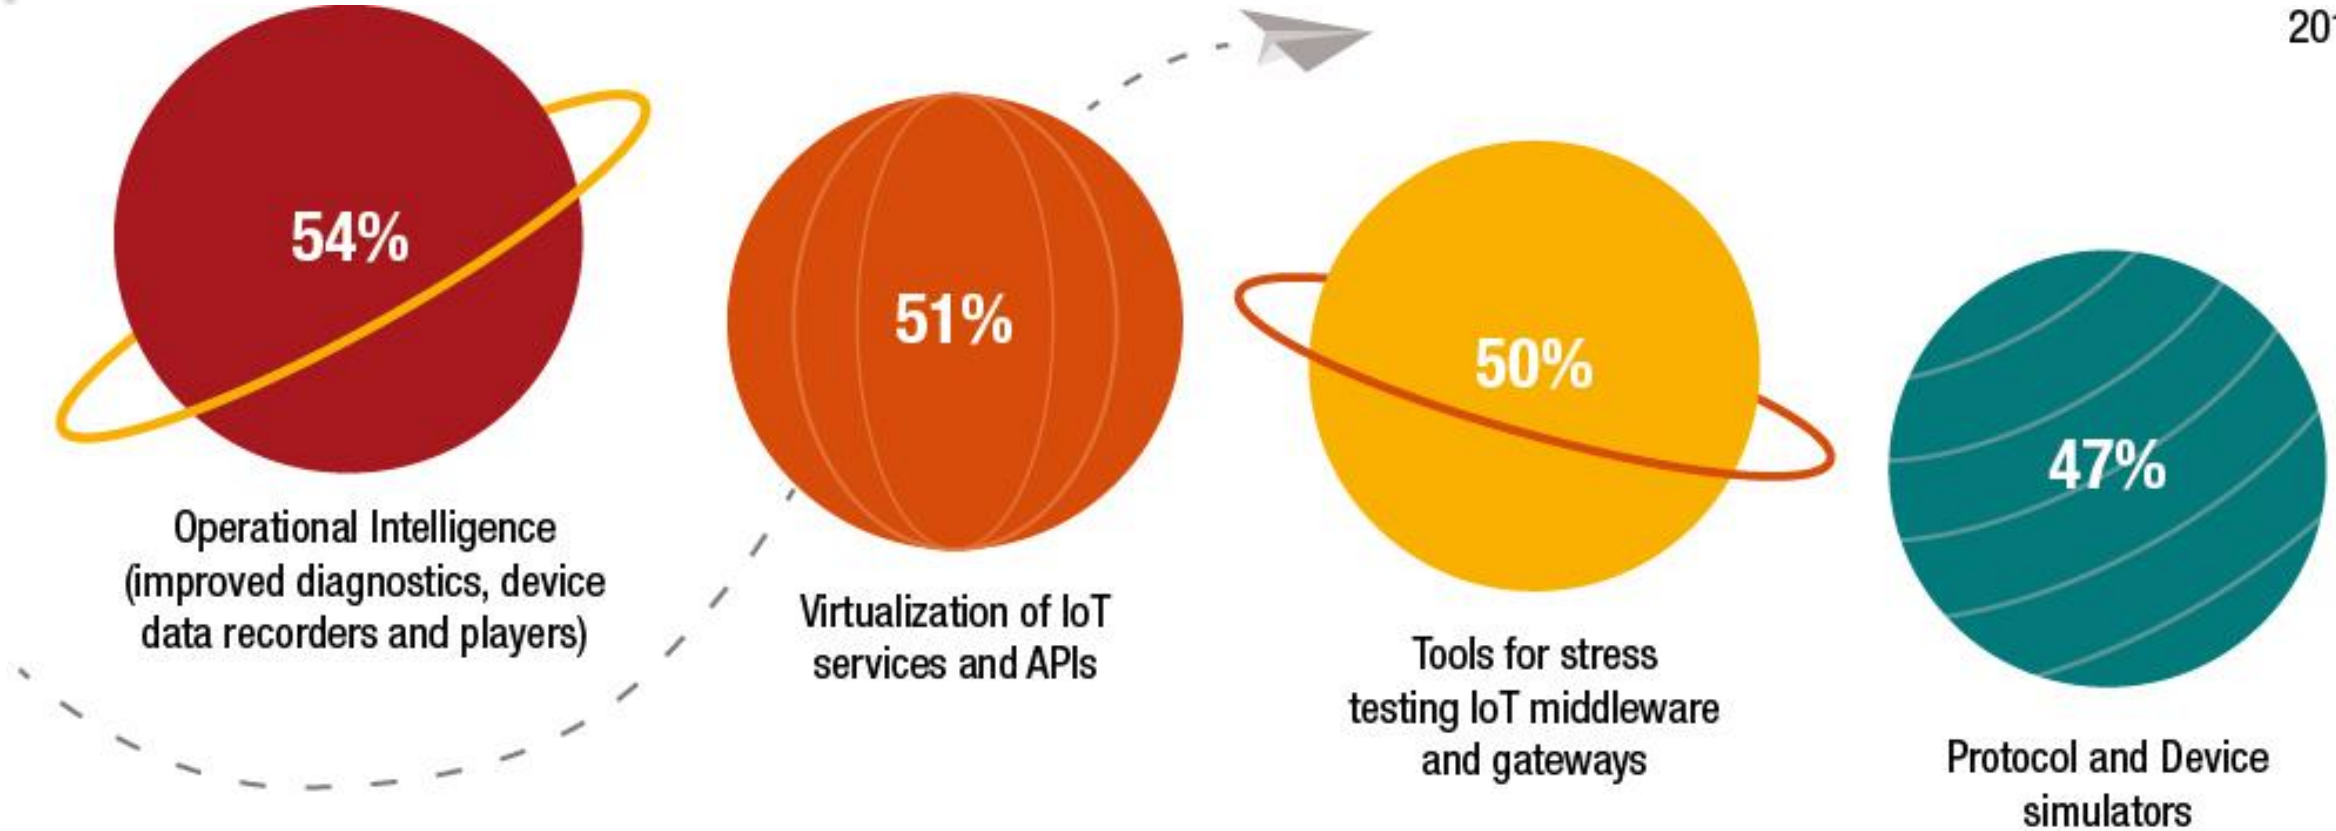 54%
Operational Intelligence
(improved diagnostics, device
data recorders and players)
51%
Virtualization of IoT
services and APIs
50%
Tools for stress
testing IoT middleware
and gateways
47%
Protocol and Device
simulators